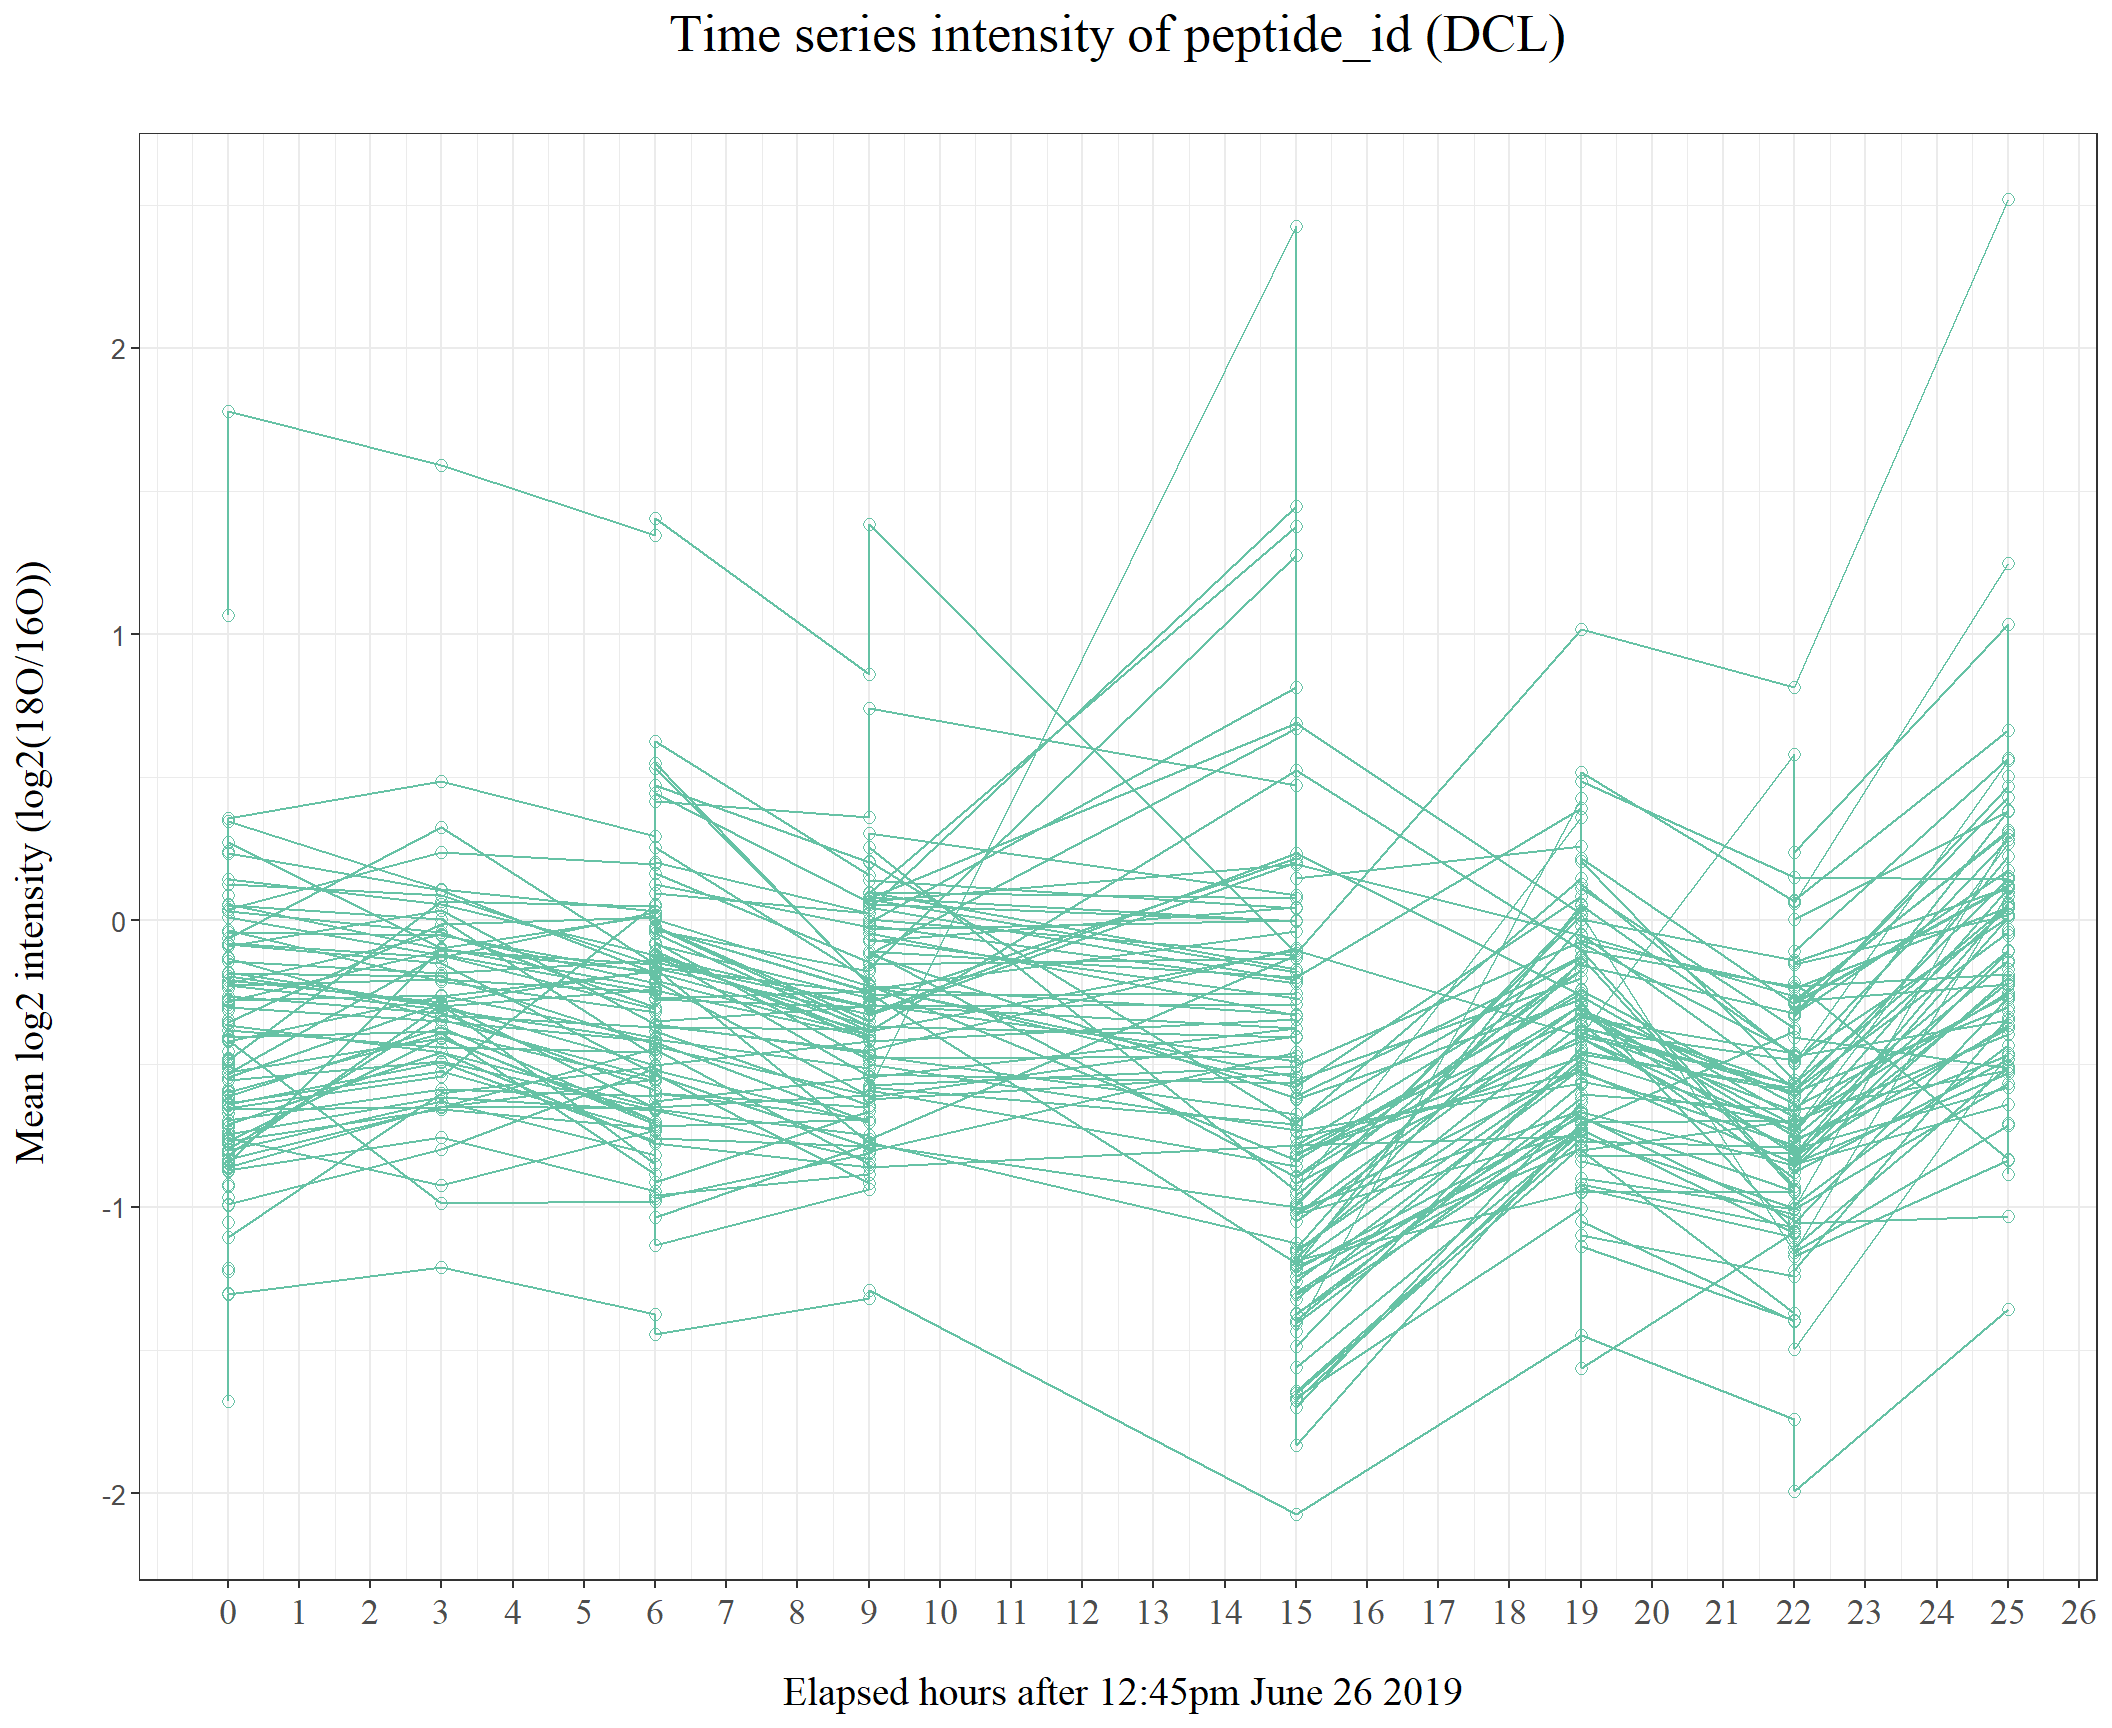 Time series intensity of peptide_id (DCL)
Mean log2 intensity (log2(18O/16O))
2
1
0
-1
-2
0 1 2 3 4 5 6 7 8 9 10 11 12 13 14 15 16 17 18 19 20 21 22 23 24 25 26
Elapsed hours after 12:45pm June 26 2019